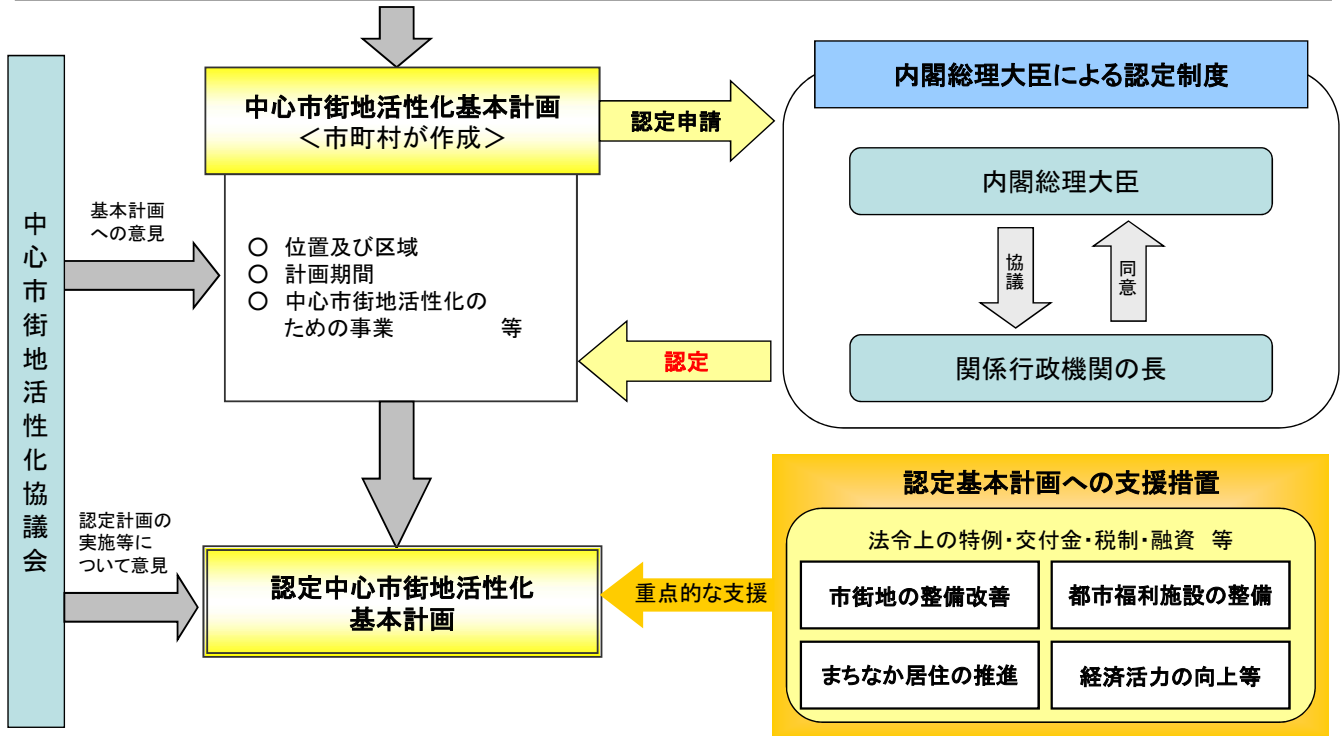 中心市街地活性化協議会
基本計画
への意見
認定計画の
実施等に
ついて意見
中心市街地活性化基本計画
＜市町村が作成＞
○ 位置及び区域
○ 計画期間
○ 中心市街地活性化の
ための事業 等
認定申請
認定
内閣総理大臣による認定制度
内閣総理大臣
協議
同意
関係行政機関の長
認定中心市街地活性化
基本計画
重点的な支援
認定基本計画への支援措置
法令上の特例・交付金・税制・融資 等
市街地の整備改善
都市福利施設の整備
まちなか居住の推進
経済活力の向上等